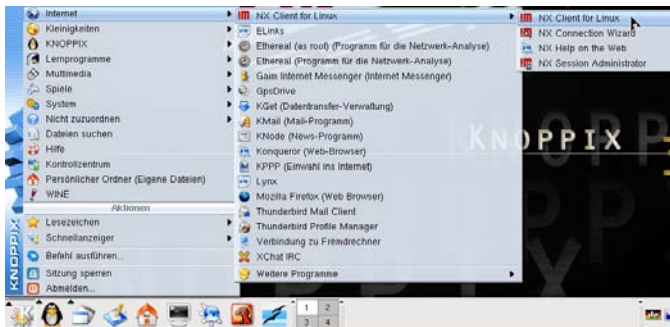 Internet
Kleinigkeiten
KNOPPIX
Lernprogramme
Multimedia
Spiele
System
Nicht zuzuordnen
Dateien suchen
Hilfe
Kontrollzentrum
Persönlicher Ordner (Eigene Dateien)
WINE
Aktionen
Lesezeichen
Schnellanzeiger
Befehl ausführen...
Sitzung sperren
Abmelden...
KNOPPIX
NX Client for Linux
ELinks
Ethereal (as root) (Programm für die Netzwerk-Analyse)
Ethereal (Programm für die Netzwerk-Analyse)
Gaim Internet Messenger (Internet Messenger)
GpsDrive
KGet (Datentransfer-Verwaltung)
KMail (Mail-Programm)
KNode (News-Programm)
Konqueror (Web-Browser)
KPPP (Einwahl ins Internet)
Lynx
Mozilla Firefox (Web Browser)
Thunderbird Mail Client
Thunderbird Profile Manager
Verbindung zu Fremdrechner
XChat IRC
Weitere Programme
NX Client for Linux
NX Connection Wizard
NX Help on the Web
NX Session Administrator
KNOPPIX
1 2
3 4